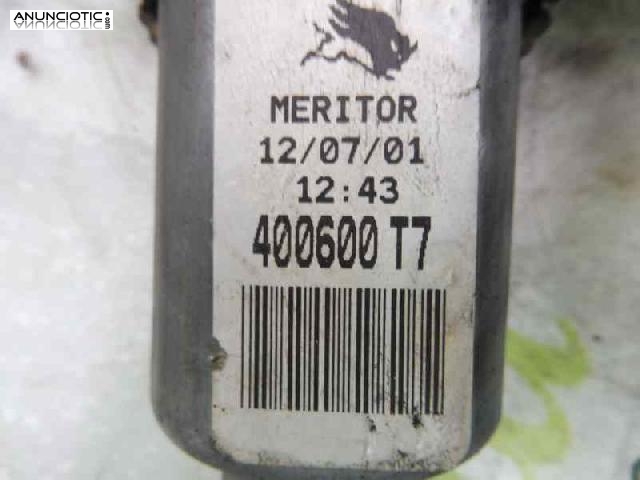 ANUNCIOTIC
MERITOR
12/07/01
12:43
400600 T7